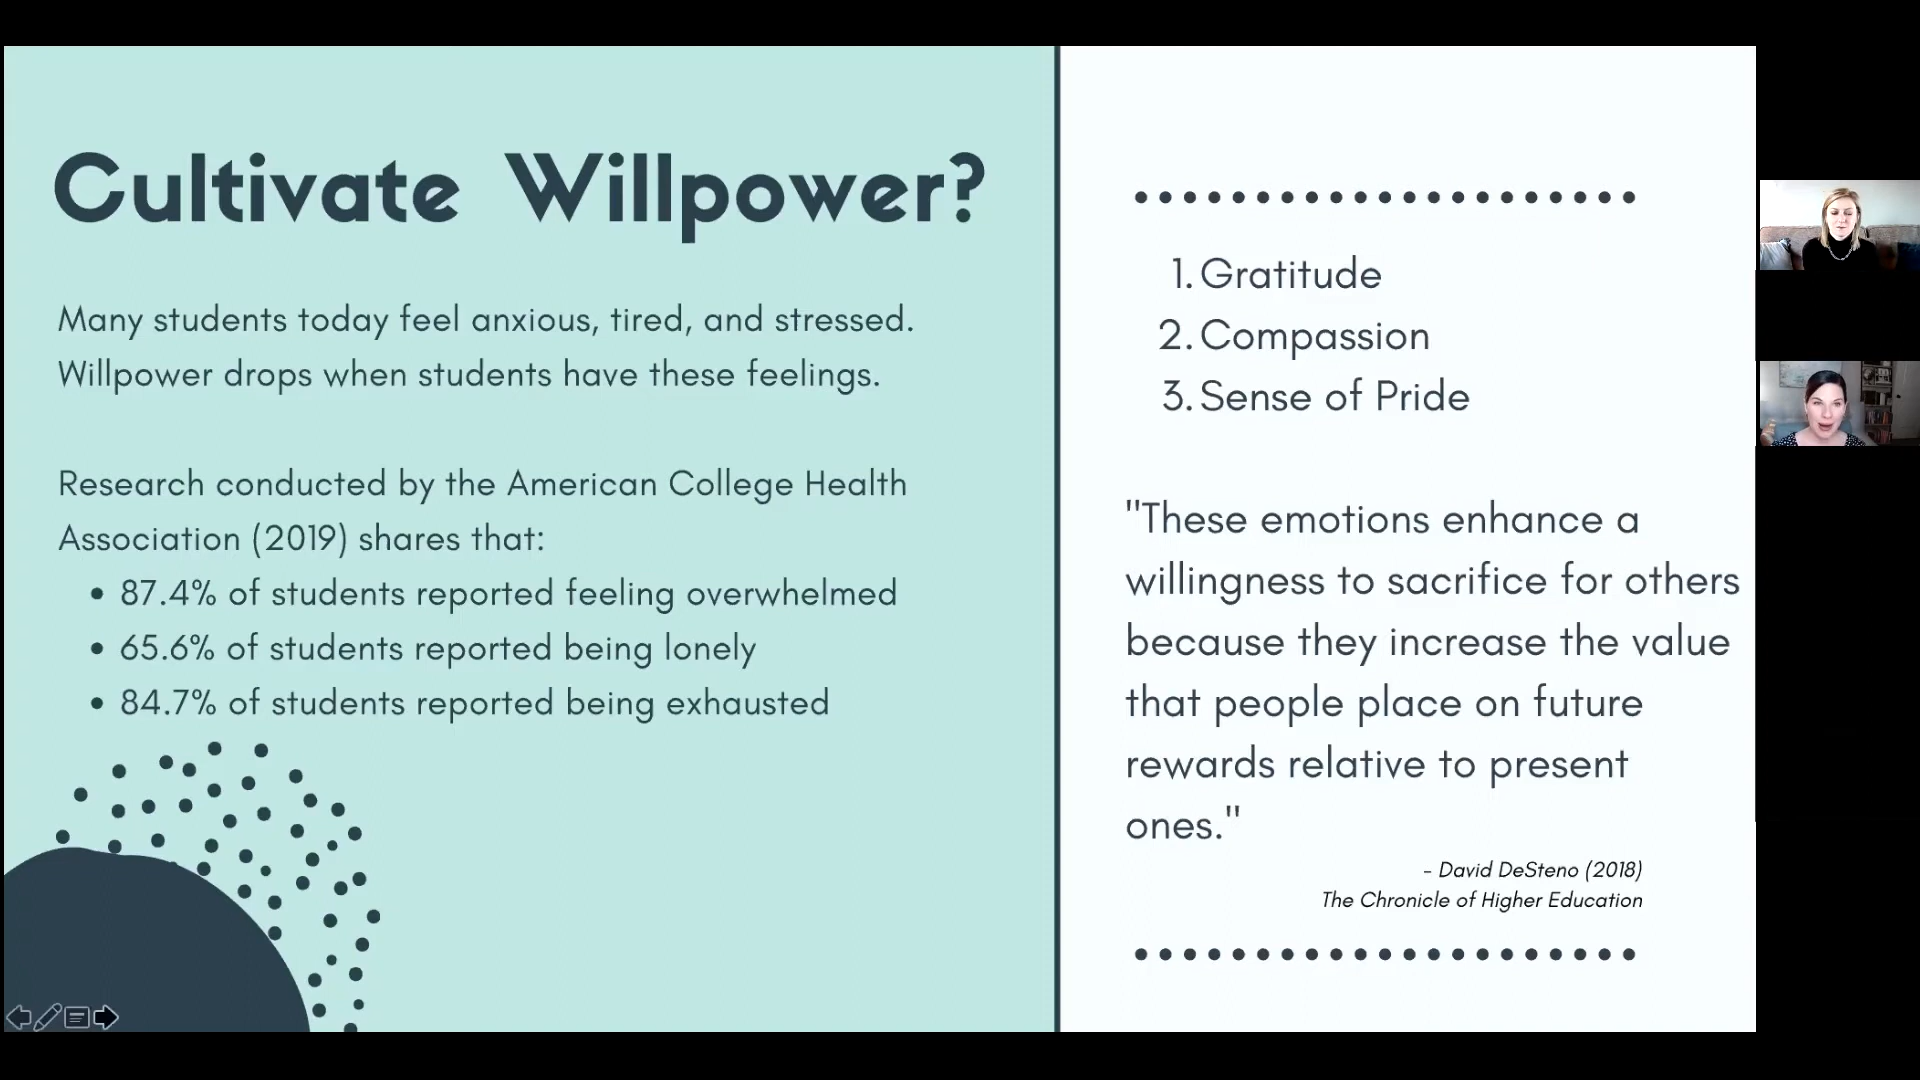 Cultivate Willpower?
Many students today feel anxious, tired, and stressed.
Willpower drops when students have these feelings.
Research conducted by the American College Health
Association (2019) shares that:
• 87.4% of students reported feeling overwhelmed
• 65.6% of students reported being lonely
• 84.7% of students reported being exhausted
1. Gratitude
2. Compassion
3. Sense of Pride
"These emotions enhance a
willingness to sacrifice for others
because they increase the value
that people place on future
rewards relative to present
ones."
- David DeSteno (2018)
The Chronicle of Higher Education